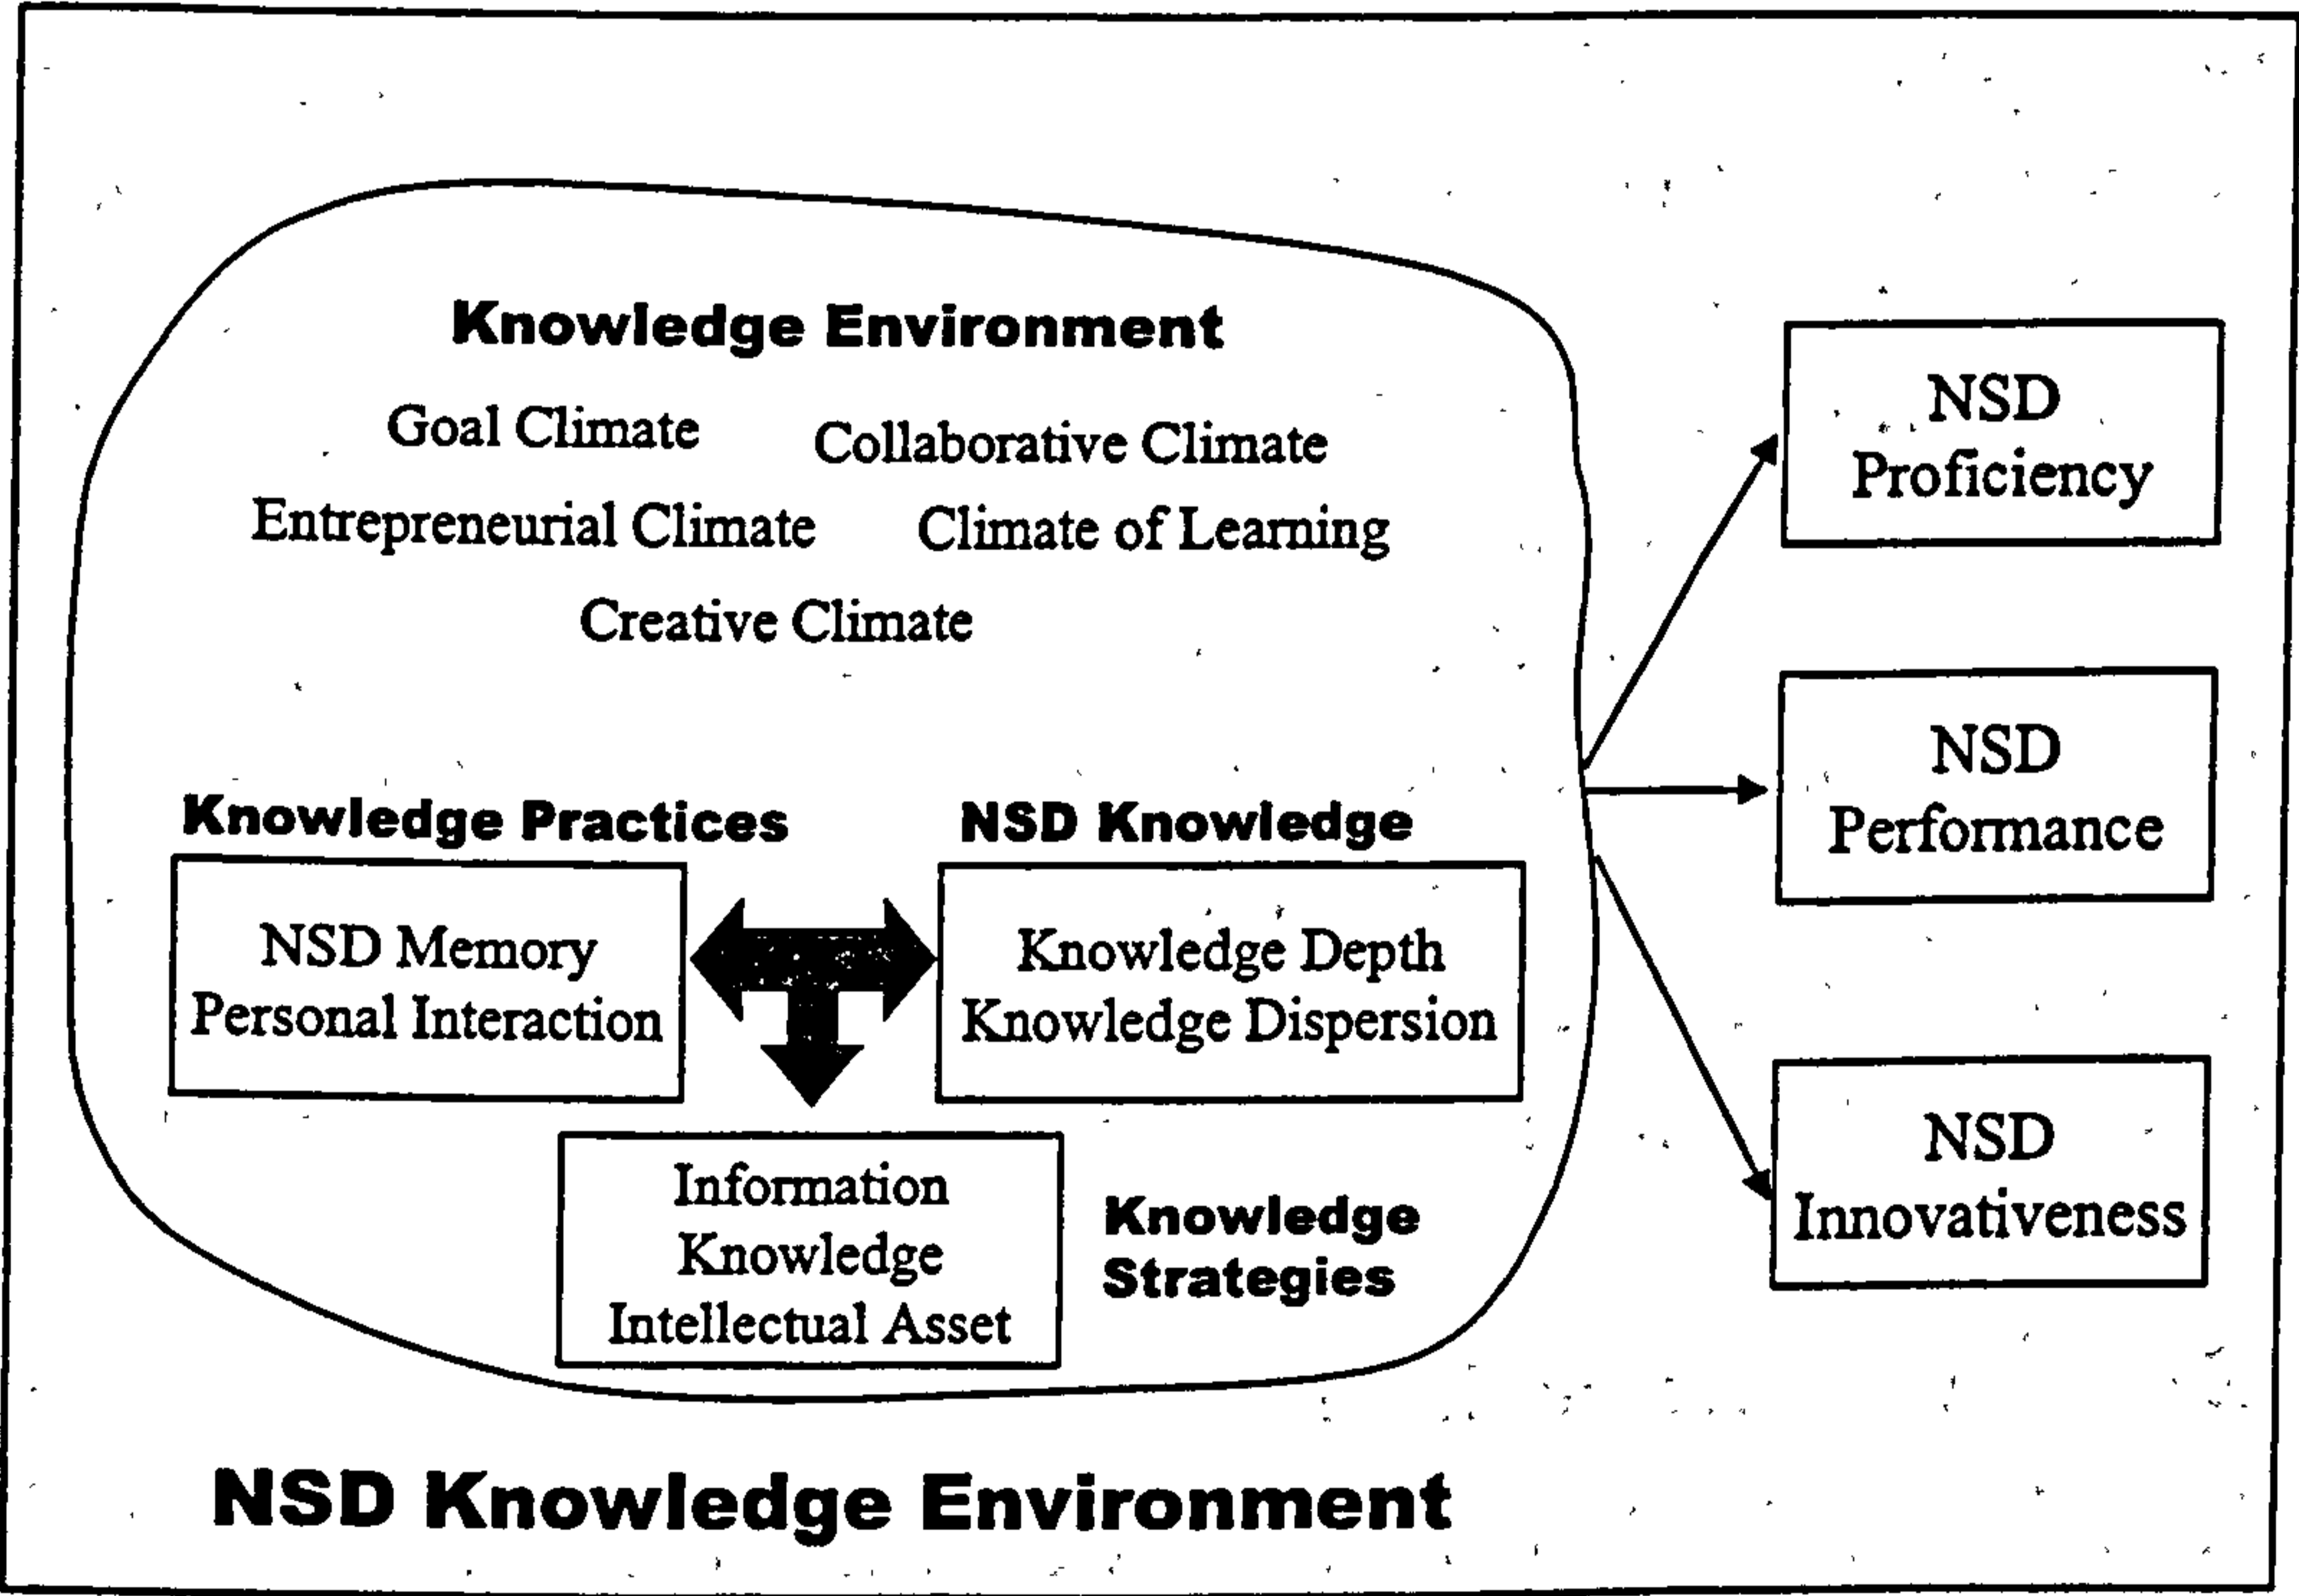 Knowledge Environment
Goal Climate
Collaborative Climate
Entrepreneurial Climate
Climate of Learning
Creative Climate
Knowledge Practices
NSD Memory
Personal Interaction
NSD Knowledge
Knowledge Depth
Knowledge Dispersion
Information
Knowledge
Intellectual Asset
Knowledge
Strategies
NSD
Proficiency
NSD
Performance
NSD
Innovativeness
NSD Knowledge Environment